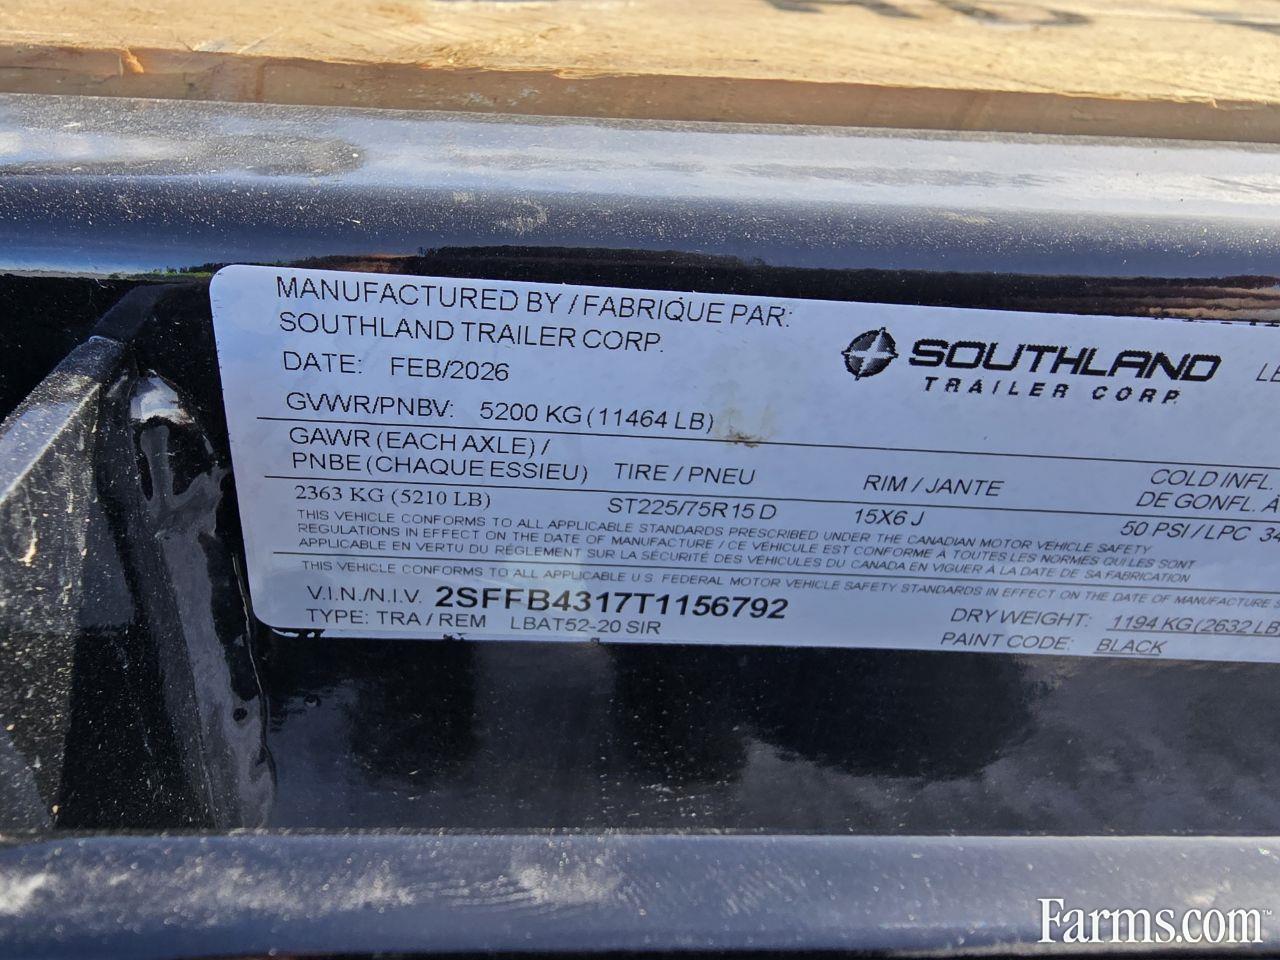 MANUFACTURED BY / FABRIQUE PAR:
SOUTHLAND TRAILER CORP.
DATE: FEB/2026
SOUTHLAND
TRAILER CORP
GVWR/PNBV: 5200 KG (11464 LB)
GAWR (EACH AXLE) /
PNBE (CHAQUE ESSIEU) TIRE / PNEU RIM / JANTE COLD INFL.
DE GONFL. À
2363 KG (5210 LB) ST225/75R15 D 15X6 J 50 PSI / LPC 34
THIS VEHICLE CONFORMS TO ALL APPLICABLE STANDARDS PRESCRIBED UNDER THE CANADIAN MOTOR VEHICLE SAFETY
REGULATIONS IN EFFECT ON THE DATE OF MANUFACTURE / CE VÉHICULE EST CONFORME À TOUTES LES NORMES QUI LES SONT
APPLICABLE EN VERTU DU RÉGLEMENT SUR LA SÉCURITÉ DES VÉHICULES DU CANADA EN VIGUER À LA DATE DE SA FABRICATION
THIS VEHICLE CONFORMS TO ALL APPLICABLE U.S. FEDERAL MOTOR VEHICLE SAFETY STANDARDS IN EFFECT ON THE DATE OF MANUFACTURE
V.I.N./N.I.V. 2SFFB4317T1156792 DRY WEIGHT: 1194 KG (2632 LB
TYPE: TRA / REM LBAT52-20 SIR PAINT CODE: BLACK
Farms.com